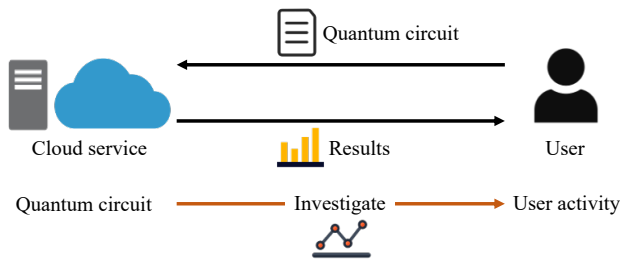 Quantum circuit
Cloud service
Results
User
Quantum circuit
Investigate
User activity